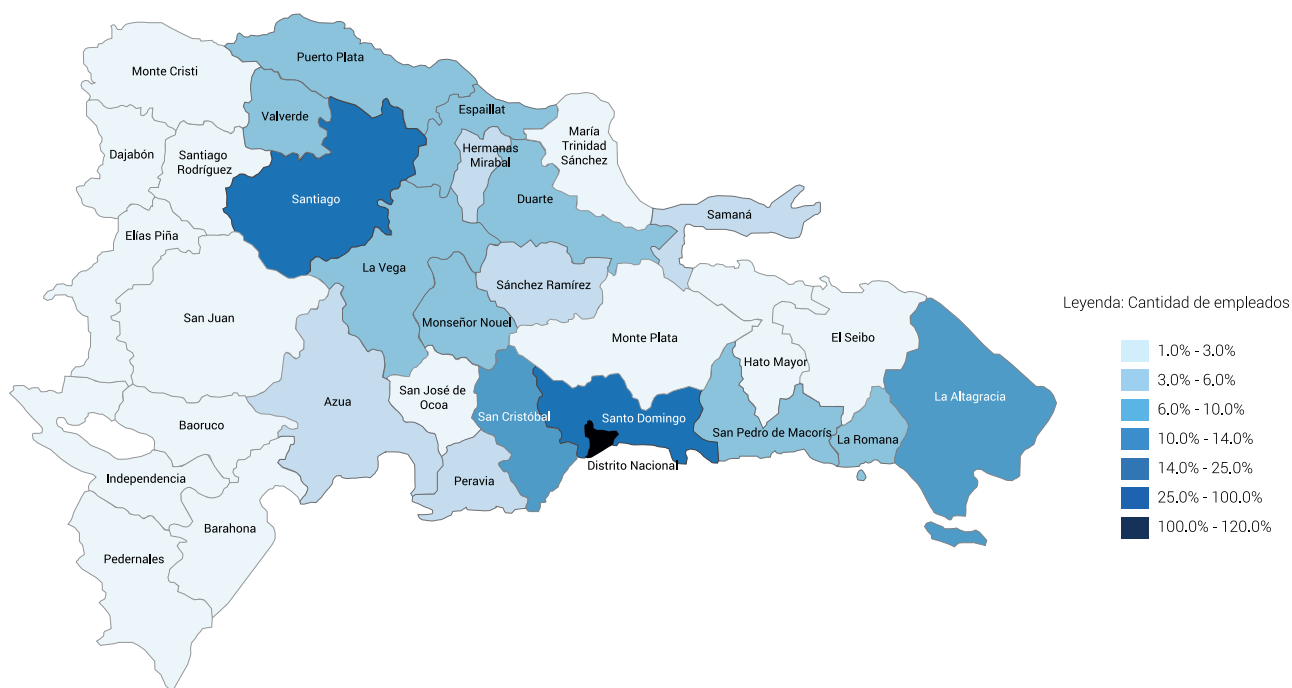 Puerto Plata
Monte Cristi
Espaillat
Valverde
María
Trinidad
Sánchez
Dajabón
Santiago
Rodríguez
Hermanas
Mirabal
Santiago
Duarte
Samaná
Elías Piña
La Vega
Sánchez Ramírez
San Juan
Monseñor Nouel
Monte Plata
El Seibo
Hato Mayor
San José de
Ocoa
Azua
San Cristóbal
Santo Domingo
La Altagracia
Baoruco
San Pedro de Macorís
La Romana
Distrito Nacional
Independencia
Peravia
Barahona
Pedernales
Leyenda: Cantidad de empleados
1.0% - 3.0%
3.0% - 6.0%
6.0% - 10.0%
10.0% - 14.0%
14.0% - 25.0%
25.0% - 100.0%
100.0% - 120.0%